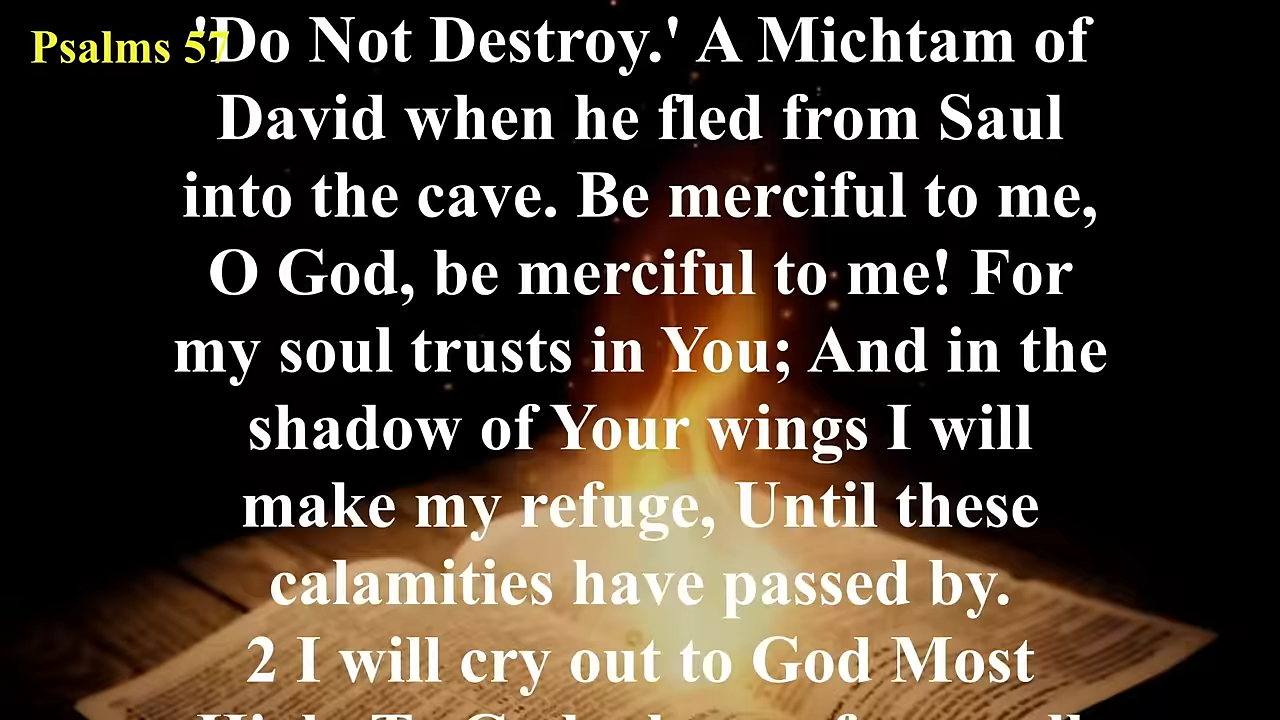 Psalms 57
'Do Not Destroy.' A Michtam of
David when he fled from Saul
into the cave. Be merciful to me,
O God, be merciful to me! For
my soul trusts in You; And in the
shadow of Your wings I will
make my refuge, Until these
calamities have passed by.
2 I will cry out to God Most